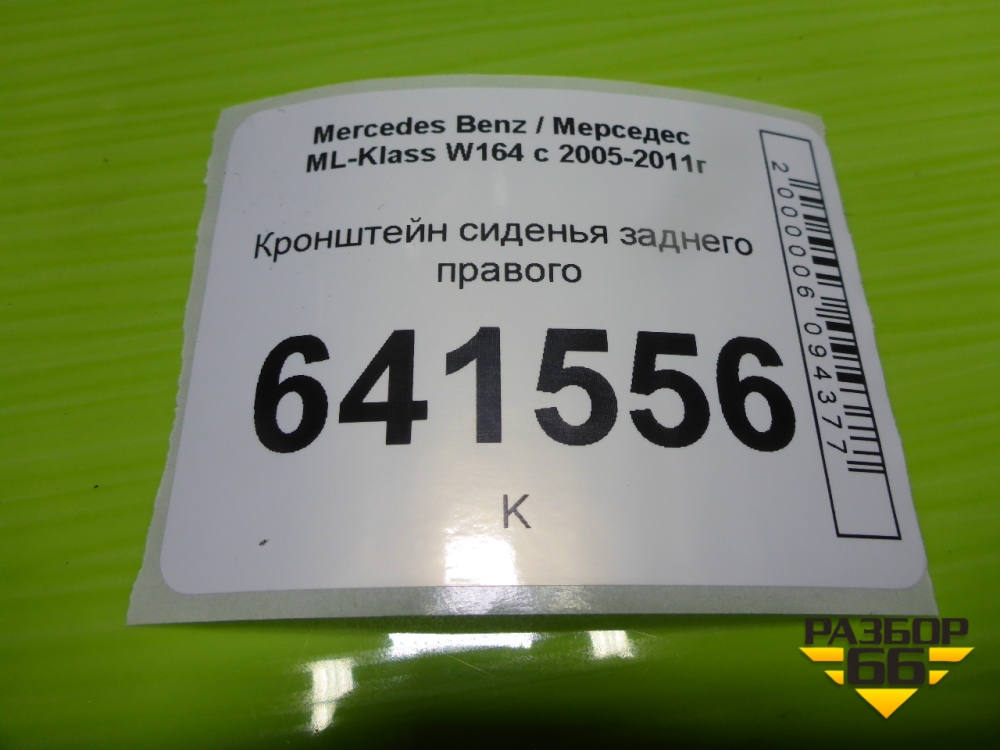 Mercedes Benz / Мерседес
ML-Klass W164 с 2005-2011г
Кронштейн сиденья заднего
правого
641556
К
2000006094377
РАЗБОР
66